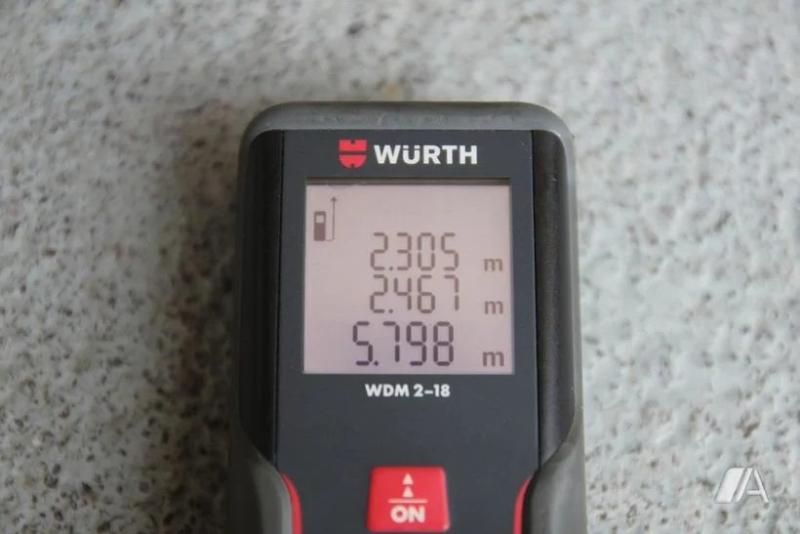 WÜRTH
2.305 m
2.467 m
5.798 m
WDM 2-18
ON